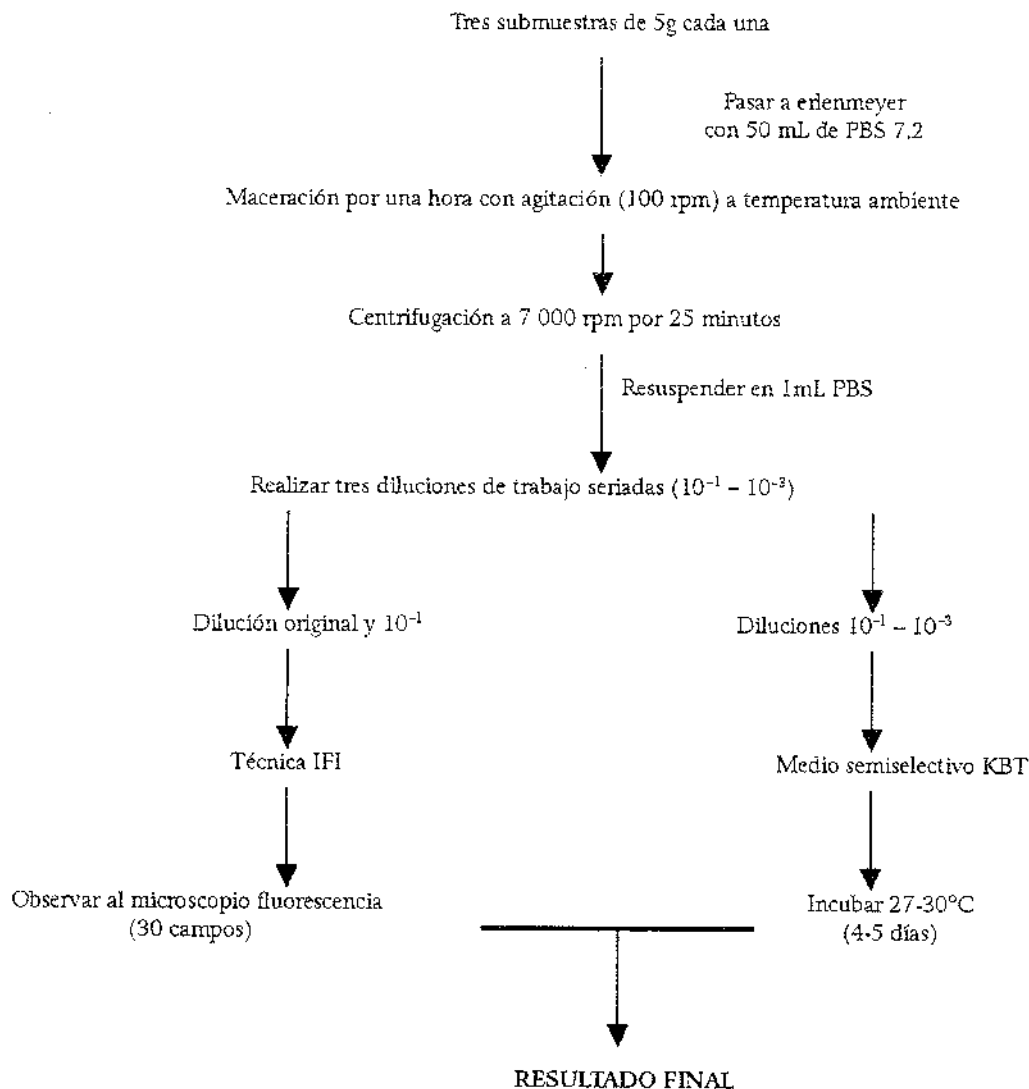 Tres submuestras de 5g cada una
Pasar a erlenmeyer
con 50 mL de PBS 7,2
Maceración por una hora con agitación (100 rpm) a temperatura ambiente
Centrifugación a 7 000 rpm por 25 minutos
Resuspender en 1mL PBS
Realizar tres diluciones de trabajo seriadas (10⁻¹ – 10⁻³)
Dilución original y 10⁻¹
Diluciones 10⁻¹ – 10⁻³
Técnica IFI
Medio semiselectivo KBT
Observar al microscopio fluorescencia
(30 campos)
Incubar 27-30°C
(4-5 días)
RESULTADO FINAL